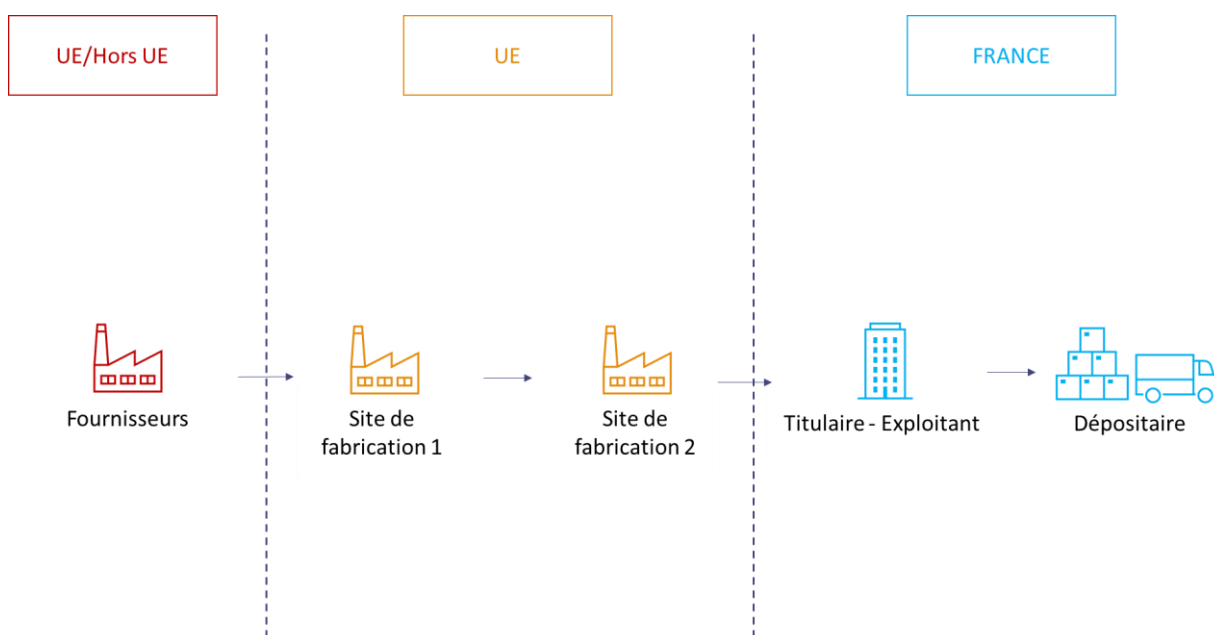 UE/Hors UE
UE
FRANCE
Fournisseurs
Site de
fabrication 1
Site de
fabrication 2
Titulaire - Exploitant
Dépositaire